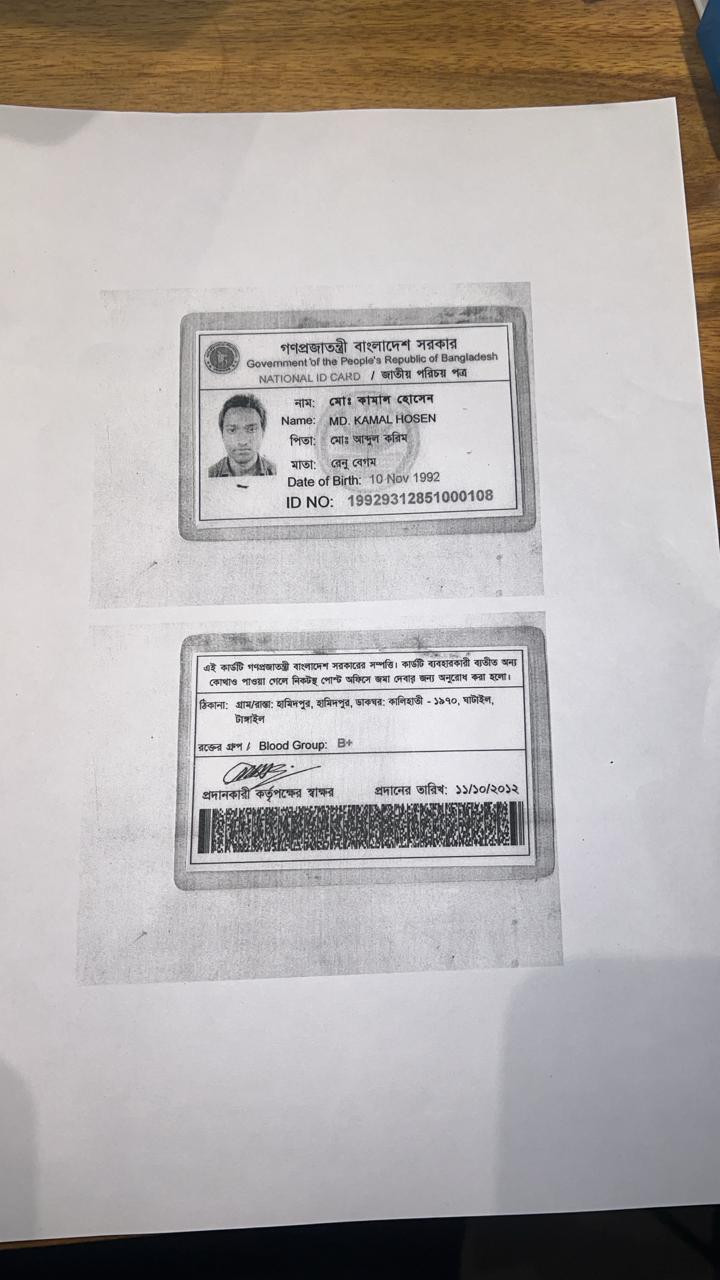 গণপ্রজাতন্ত্রী বাংলাদেশ সরকার
Government of the People's Republic of Bangladesh
NATIONAL ID CARD / জাতীয় পরিচয় পত্র
নাম: মোঃ কামাল হোসেন
Name: MD. KAMAL HOSEN
পিতা: মোঃ আব্দুল করিম
মাতা: রেনু বেগম
Date of Birth: 10 Nov 1992
ID NO: 19929312851000108
এই কার্ডটি গণপ্রজাতন্ত্রী বাংলাদেশ সরকারের সম্পত্তি। কার্ডটি ব্যবহারকারী ব্যতীত অন্য
কোথাও পাওয়া গেলে নিকটস্থ পোস্ট অফিসে জমা দেবার জন্য অনুরোধ করা হলো।
ঠিকানা: গ্রাম/রাস্তা: হামিদপুর, হামিদপুর, ডাকঘর: কালিহাতী - ১৯৭০, ঘাটাইল,
টাঙ্গাইল
রক্তের গ্রুপ / Blood Group: B+
প্রদানকারী কর্তৃপক্ষের স্বাক্ষর প্রদানের তারিখ: ১১/১০/২০১২